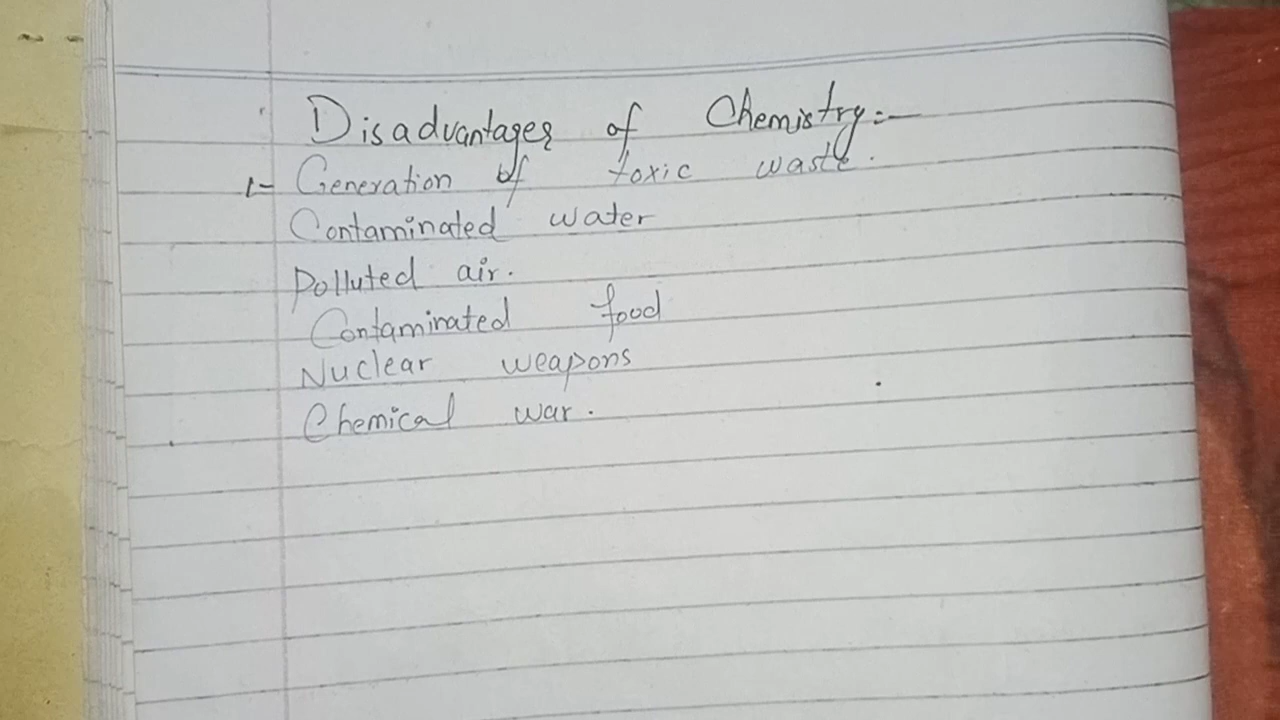 Disadvantages of Chemistry:-
1- Generation of toxic waste.
Contaminated water
Polluted air.
Contaminated food
Nuclear weapons
Chemical war.